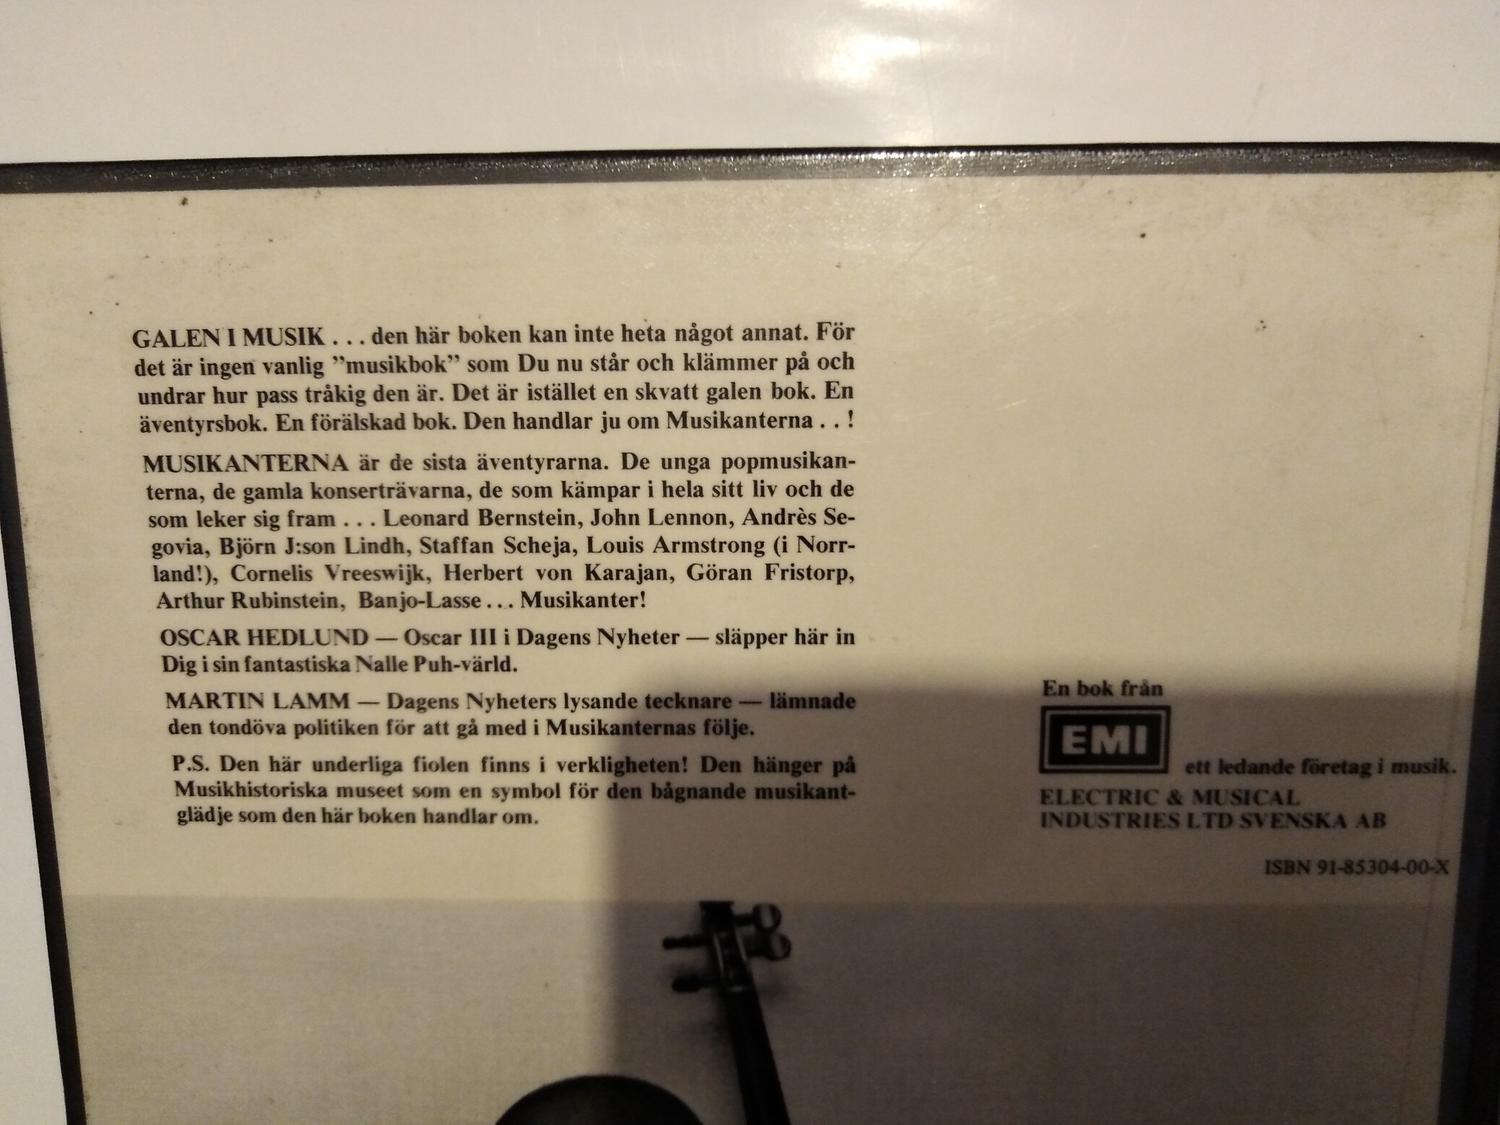 GALEN I MUSIK . . . den här boken kan inte heta något annat. För
det är ingen vanlig ”musikbok” som Du nu står och klämmer på och
undrar hur pass tråkig den är. Det är istället en skvatt galen bok. En
äventyrsbok. En förälskad bok. Den handlar ju om Musikanterna . . !
MUSIKANTERNA är de sista äventyrarna. De unga popmusikan-
terna, de gamla konserträvarna, de som kämpar i hela sitt liv och de
som leker sig fram . . . Leonard Bernstein, John Lennon, Andrès Se-
govia, Björn J:son Lindh, Staffan Scheja, Louis Armstrong (i Norr-
land!), Cornelis Vreeswijk, Herbert von Karajan, Göran Fristorp,
Arthur Rubinstein, Banjo-Lasse . . . Musikanter!
OSCAR HEDLUND — Oscar III i Dagens Nyheter — släpper här in
Dig i sin fantastiska Nalle Puh-värld.
MARTIN LAMM — Dagens Nyheters lysande tecknare — lämnade
den tondöva politiken för att gå med i Musikanternas följe.
P.S. Den här underliga fiolen finns i verkligheten! Den hänger på
Musikhistoriska museet som en symbol för den bågnande musikant-
glädje som den här boken handlar om.
En bok från
EMI
ett ledande företag i musik.
ELECTRIC & MUSICAL
INDUSTRIES LTD SVENSKA AB
ISBN 91-85304-00-X